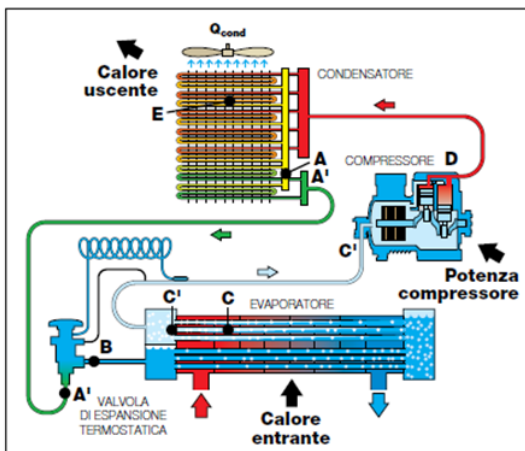 Qcond
Calore
uscente
CONDENSATORE
E
A
A'
COMPRESSORE
D
C'
Potenza
compressore
C'
C
EVAPORATORE
B
A'
VALVOLA
DI ESPANSIONE
TERMOSTATICA
Calore
entrante